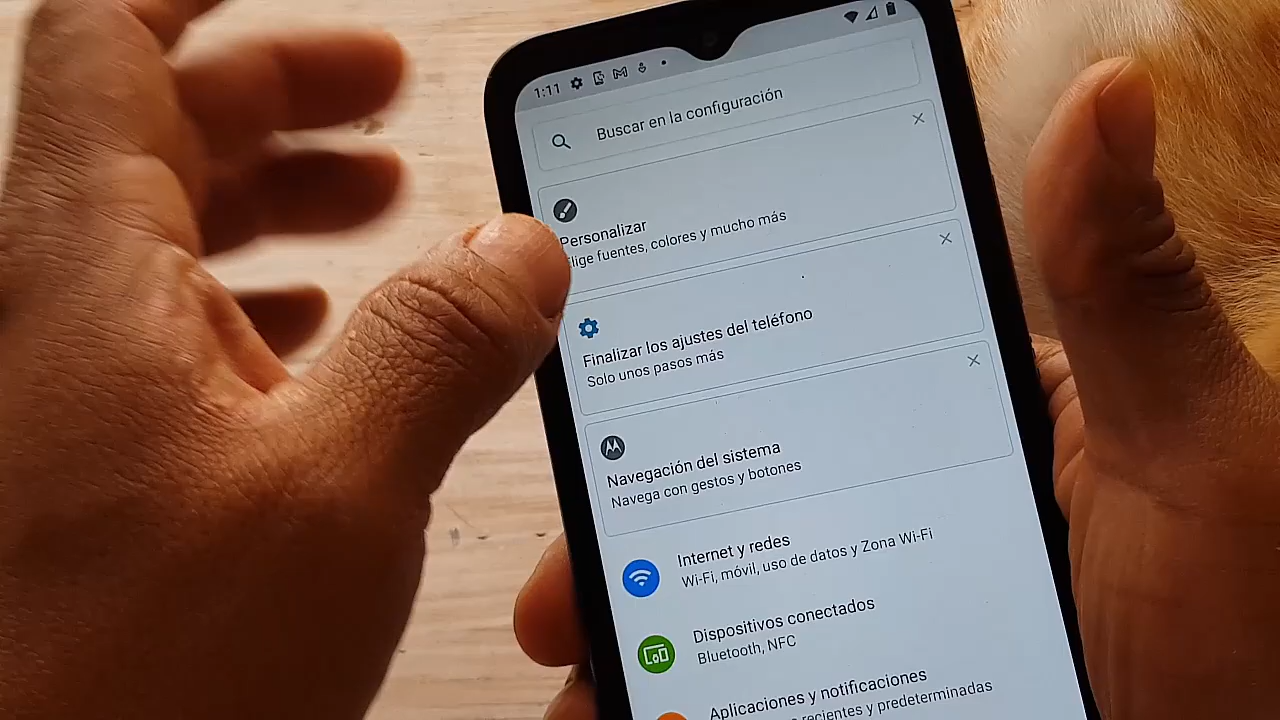 1:11
Buscar en la configuración
Personalizar
lige fuentes, colores y mucho más
Finalizar los ajustes del teléfono
Solo unos pasos más
Navegación del sistema
Navega con gestos y botones
Internet y redes
Wi-Fi, móvil, uso de datos y Zona Wi-Fi
Dispositivos conectados
Bluetooth, NFC
Aplicaciones y notificaciones
recientes y predeterminadas